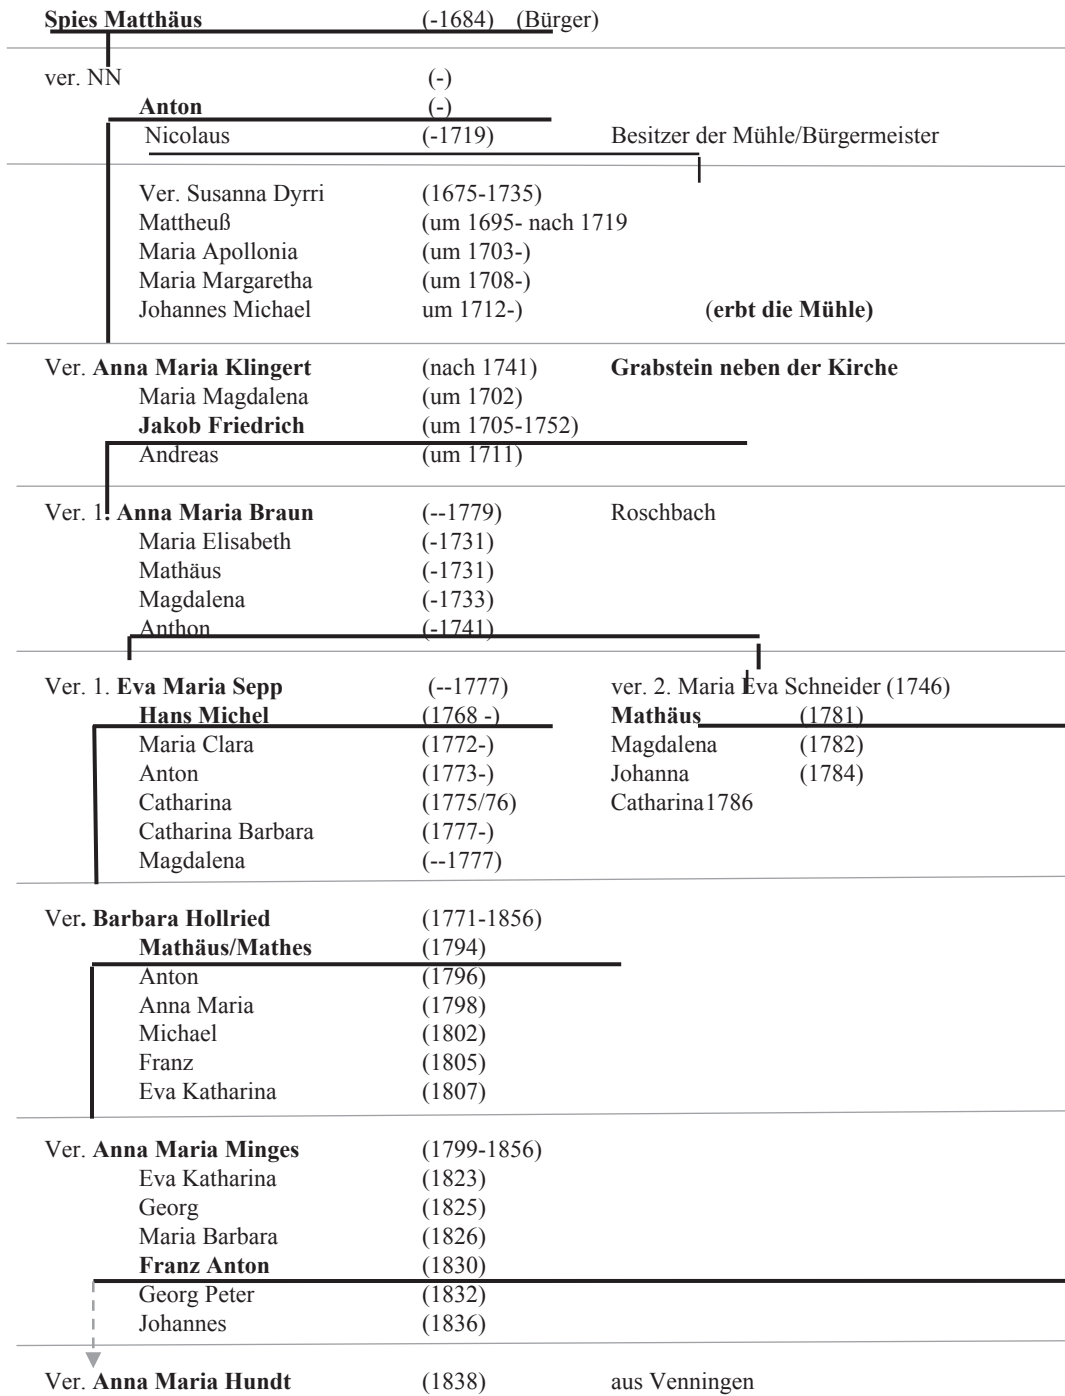 Spies Matthäus (-1684) (Bürger)
ver. NN (-)
Anton (-)
Nicolaus (-1719) Besitzer der Mühle/Bürgermeister
Ver. Susanna Dyrri (1675-1735)
Mattheuß (um 1695- nach 1719
Maria Apollonia (um 1703-)
Maria Margaretha (um 1708-)
Johannes Michael um 1712-) (erbt die Mühle)
Ver. Anna Maria Klingert (nach 1741) Grabstein neben der Kirche
Maria Magdalena (um 1702)
Jakob Friedrich (um 1705-1752)
Andreas (um 1711)
Ver. 1. Anna Maria Braun (--1779) Roschbach
Maria Elisabeth (-1731)
Mathäus (-1731)
Magdalena (-1733)
Anthon (-1741)
Ver. 1. Eva Maria Sepp (--1777) ver. 2. Maria Eva Schneider (1746)
Hans Michel (1768 -) Mathäus (1781)
Maria Clara (1772-) Magdalena (1782)
Anton (1773-) Johanna (1784)
Catharina (1775/76) Catharina1786
Catharina Barbara (1777-)
Magdalena (--1777)
Ver. Barbara Hollried (1771-1856)
Mathäus/Mathes (1794)
Anton (1796)
Anna Maria (1798)
Michael (1802)
Franz (1805)
Eva Katharina (1807)
Ver. Anna Maria Minges (1799-1856)
Eva Katharina (1823)
Georg (1825)
Maria Barbara (1826)
Franz Anton (1830)
Georg Peter (1832)
Johannes (1836)
Ver. Anna Maria Hundt (1838) aus Venningen